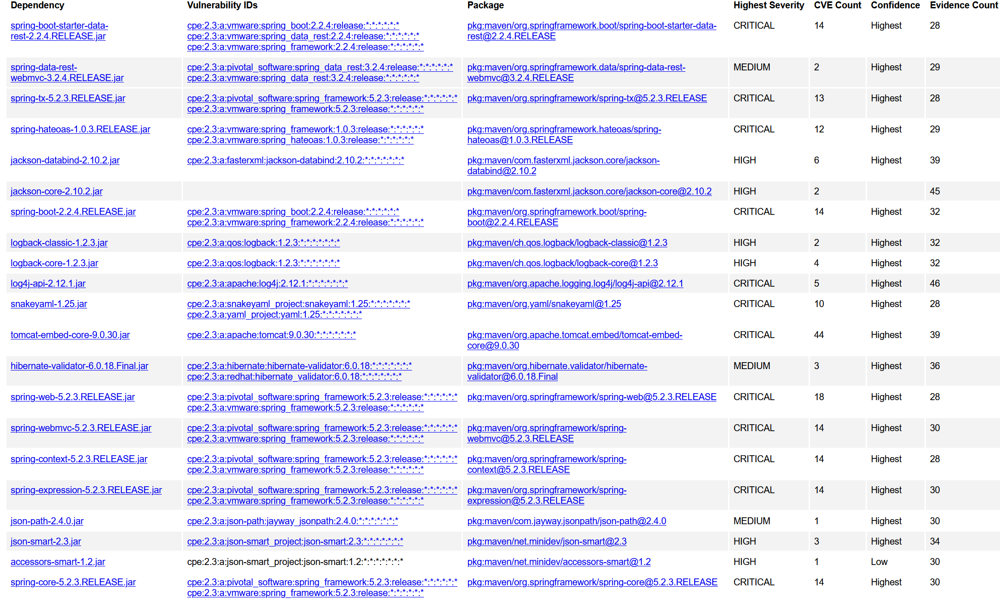 Dependency Vulnerability IDs Package Highest Severity CVE Count Confidence Evidence Count
spring-boot-starter-data- cpe:2.3:a:vmware:spring_boot:2.2.4:release:*:*:*:*:*:* pkg:maven/org.springframework.boot/spring-boot-starter-data- CRITICAL 14 Highest 28
rest-2.2.4.RELEASE.jar cpe:2.3:a:vmware:spring_data_rest:2.2.4:release:*:*:*:*:*:* rest@2.2.4.RELEASE
cpe:2.3:a:vmware:spring_framework:2.2.4:release:*:*:*:*:*:*
spring-data-rest- cpe:2.3:a:pivotal_software:spring_data_rest:3.2.4:release:*:*:*:*:*:* pkg:maven/org.springframework.data/spring-data-rest- MEDIUM 2 Highest 29
webmvc-3.2.4.RELEASE.jar cpe:2.3:a:vmware:spring_data_rest:3.2.4:release:*:*:*:*:*:* webmvc@3.2.4.RELEASE
spring-tx-5.2.3.RELEASE.jar cpe:2.3:a:pivotal_software:spring_framework:5.2.3:release:*:*:*:*:*:* pkg:maven/org.springframework/spring-tx@5.2.3.RELEASE CRITICAL 13 Highest 28
cpe:2.3:a:vmware:spring_framework:5.2.3:release:*:*:*:*:*:*
spring-hateoas-1.0.3.RELEASE.jar cpe:2.3:a:vmware:spring_framework:1.0.3:release:*:*:*:*:*:* pkg:maven/org.springframework.hateoas/spring- CRITICAL 12 Highest 29
cpe:2.3:a:vmware:spring_hateoas:1.0.3:release:*:*:*:*:*:* hateoas@1.0.3.RELEASE
jackson-databind-2.10.2.jar cpe:2.3:a:fasterxml:jackson-databind:2.10.2:*:*:*:*:*:*:* pkg:maven/com.fasterxml.jackson.core/jackson- HIGH 6 Highest 39
databind@2.10.2
jackson-core-2.10.2.jar pkg:maven/com.fasterxml.jackson.core/jackson-core@2.10.2 HIGH 2 45
spring-boot-2.2.4.RELEASE.jar cpe:2.3:a:vmware:spring_boot:2.2.4:release:*:*:*:*:*:* pkg:maven/org.springframework.boot/spring- CRITICAL 14 Highest 32
cpe:2.3:a:vmware:spring_framework:2.2.4:release:*:*:*:*:*:* boot@2.2.4.RELEASE
logback-classic-1.2.3.jar cpe:2.3:a:qos:logback:1.2.3:*:*:*:*:*:*:* pkg:maven/ch.qos.logback/logback-classic@1.2.3 HIGH 2 Highest 32
logback-core-1.2.3.jar cpe:2.3:a:qos:logback:1.2.3:*:*:*:*:*:*:* pkg:maven/ch.qos.logback/logback-core@1.2.3 HIGH 4 Highest 32
log4j-api-2.12.1.jar cpe:2.3:a:apache:log4j:2.12.1:*:*:*:*:*:*:* pkg:maven/org.apache.logging.log4j/log4j-api@2.12.1 CRITICAL 5 Highest 46
snakeyaml-1.25.jar cpe:2.3:a:snakeyaml_project:snakeyaml:1.25:*:*:*:*:*:*:* pkg:maven/org.yaml/snakeyaml@1.25 CRITICAL 10 Highest 28
cpe:2.3:a:yaml_project:yaml:1.25:*:*:*:*:*:*:*
tomcat-embed-core-9.0.30.jar cpe:2.3:a:apache:tomcat:9.0.30:*:*:*:*:*:*:* pkg:maven/org.apache.tomcat.embed/tomcat-embed- CRITICAL 44 Highest 39
core@9.0.30
hibernate-validator-6.0.18.Final.jar cpe:2.3:a:hibernate:hibernate-validator:6.0.18:*:*:*:*:*:*:* pkg:maven/org.hibernate.validator/hibernate- MEDIUM 3 Highest 36
cpe:2.3:a:redhat:hibernate_validator:6.0.18:*:*:*:*:*:*:* validator@6.0.18.Final
spring-web-5.2.3.RELEASE.jar cpe:2.3:a:pivotal_software:spring_framework:5.2.3:release:*:*:*:*:*:* pkg:maven/org.springframework/spring-web@5.2.3.RELEASE CRITICAL 18 Highest 28
cpe:2.3:a:vmware:spring_framework:5.2.3:release:*:*:*:*:*:*
spring-webmvc-5.2.3.RELEASE.jar cpe:2.3:a:pivotal_software:spring_framework:5.2.3:release:*:*:*:*:*:* pkg:maven/org.springframework/spring- CRITICAL 14 Highest 30
cpe:2.3:a:vmware:spring_framework:5.2.3:release:*:*:*:*:*:* webmvc@5.2.3.RELEASE
spring-context-5.2.3.RELEASE.jar cpe:2.3:a:pivotal_software:spring_framework:5.2.3:release:*:*:*:*:*:* pkg:maven/org.springframework/spring- CRITICAL 14 Highest 28
cpe:2.3:a:vmware:spring_framework:5.2.3:release:*:*:*:*:*:* context@5.2.3.RELEASE
spring-expression-5.2.3.RELEASE.jar cpe:2.3:a:pivotal_software:spring_framework:5.2.3:release:*:*:*:*:*:* pkg:maven/org.springframework/spring- CRITICAL 14 Highest 30
cpe:2.3:a:vmware:spring_framework:5.2.3:release:*:*:*:*:*:* expression@5.2.3.RELEASE
json-path-2.4.0.jar cpe:2.3:a:json-path:jayway_jsonpath:2.4.0:*:*:*:*:*:*:* pkg:maven/com.jayway.jsonpath/json-path@2.4.0 MEDIUM 1 Highest 30
json-smart-2.3.jar cpe:2.3:a:json-smart_project:json-smart:2.3:*:*:*:*:*:*:* pkg:maven/net.minidev/json-smart@2.3 HIGH 3 Highest 34
accessors-smart-1.2.jar cpe:2.3:a:json-smart_project:json-smart:1.2:*:*:*:*:*:*:* pkg:maven/net.minidev/accessors-smart@1.2 HIGH 1 Low 30
spring-core-5.2.3.RELEASE.jar cpe:2.3:a:pivotal_software:spring_framework:5.2.3:release:*:*:*:*:*:* pkg:maven/org.springframework/spring-core@5.2.3.RELEASE CRITICAL 14 Highest 30
cpe:2.3:a:vmware:spring_framework:5.2.3:release:*:*:*:*:*:*